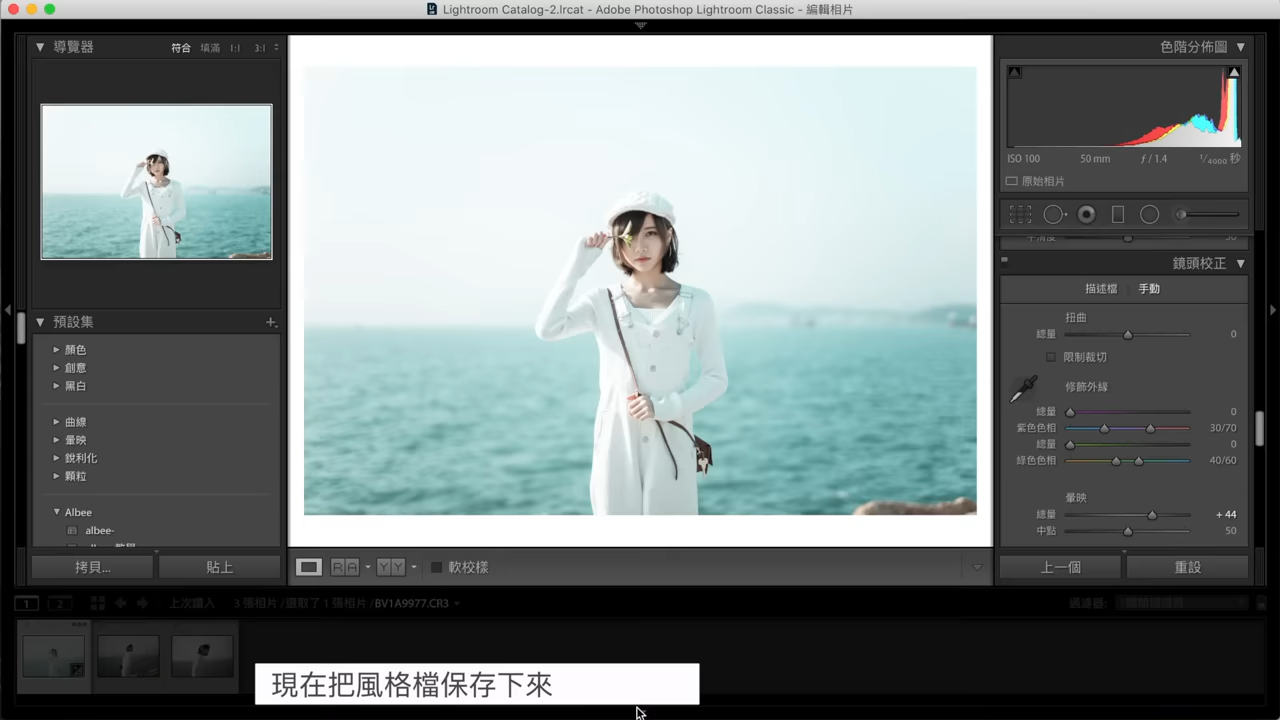 Lightroom Catalog-2.lrcat - Adobe Photoshop Lightroom Classic - 編輯相片
導覽器
符合 填滿 1:1 3:1
預設集
顏色
創意
黑白
曲線
暈映
銳利化
顆粒
Albee
albee-
拷貝...
貼上
R A
Y Y
軟校樣
色階分佈圖
ISO 100 50 mm ƒ / 1.4 1/4000 秒
原始相片
平滑度 50
鏡頭校正
描述檔 手動
扭曲
總量 0
限制裁切
修飾外緣
總量 0
紫色色相 30/70
總量 0
綠色色相 40/60
暈映
總量 + 44
中點 50
上一個
重設
1 2 上次讀入 3 張相片 /選取了 1 張相片 /BV1A9977.CR3
過濾器:
現在把風格檔保存下來